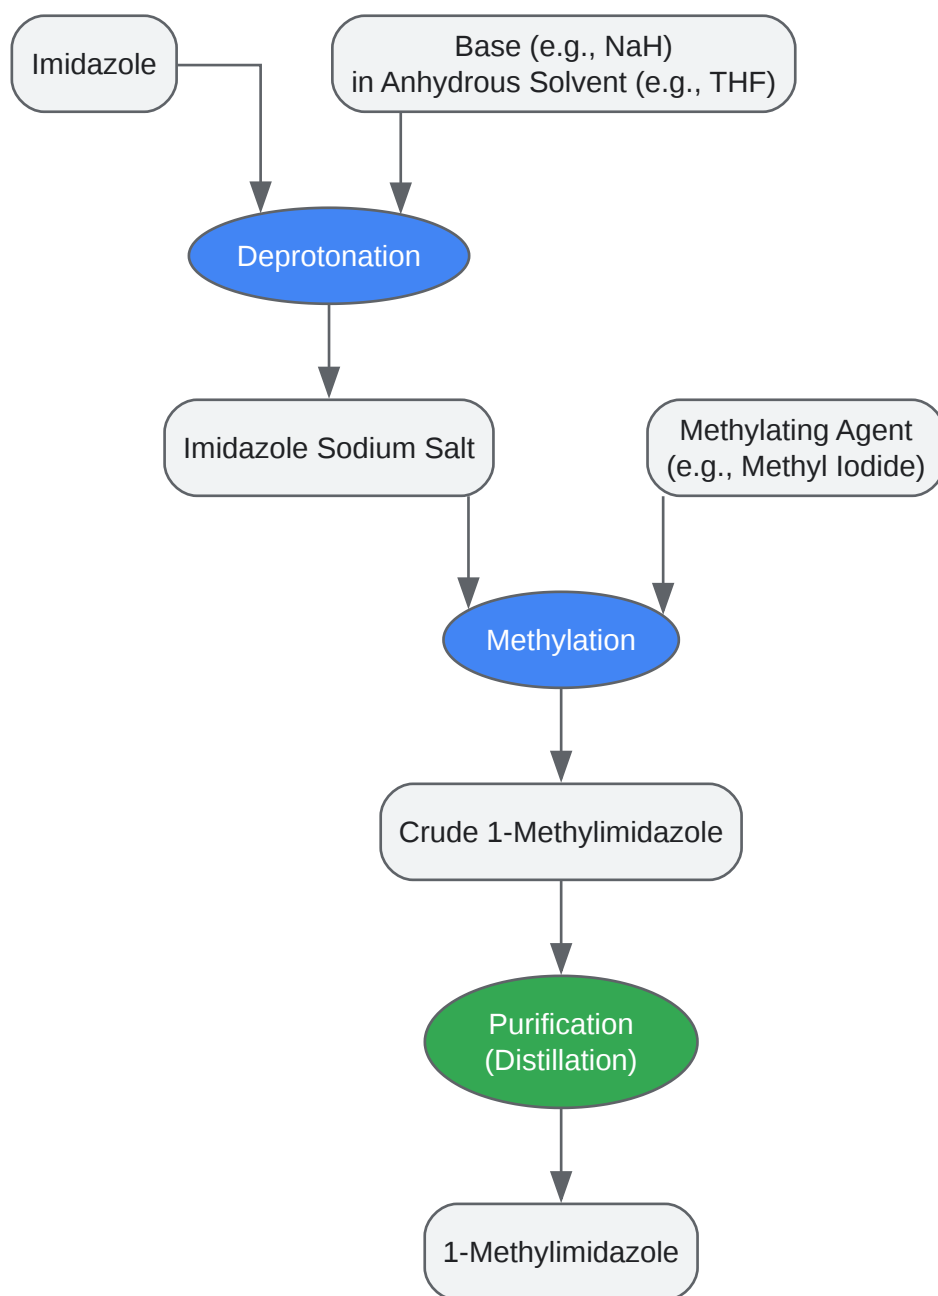 Imidazole
Base (e.g., NaH)
in Anhydrous Solvent (e.g., THF)
Deprotonation
Imidazole Sodium Salt
Methylating Agent
(e.g., Methyl Iodide)
Methylation
Crude 1-Methylimidazole
Purification
(Distillation)
1-Methylimidazole